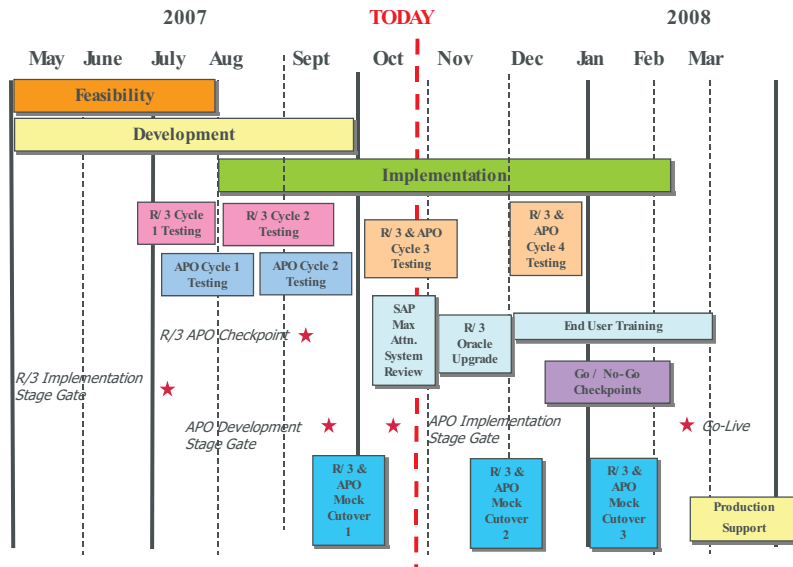 2007
TODAY
2008
May
June
July
Aug
Sept
Oct
Nov
Dec
Jan
Feb
Mar
Feasibility
Development
Implementation
R/3 Cycle
1 Testing
R/3 Cycle 2
Testing
R/3 & APO
Cycle 3
Testing
R/3 &
APO
Cycle 4
Testing
APO Cycle 1
Testing
APO Cycle 2
Testing
R/3 APO Checkpoint
SAP
Max
Attn.
System
Review
R/3
Oracle
Upgrade
End User Training
R/3 Implementation
Stage Gate
Go / No-Go
Checkpoints
APO Development
Stage Gate
APO Implementation
Stage Gate
Go-Live
R/3 &
APO
Mock
Cutover
1
R/3 &
APO
Mock
Cutover
2
R/3 &
APO
Mock
Cutover
3
Production
Support